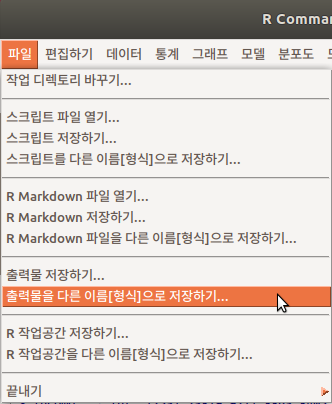 R Comma
파일 편집하기 데이터 통계 그래프 모델 분포도
작업 디렉토리 바꾸기...
스크립트 파일 열기...
스크립트 저장하기...
스크립트를 다른 이름[형식]으로 저장하기...
R Markdown 파일 열기...
R Markdown 저장하기...
R Markdown 파일을 다른 이름[형식]으로 저장하기...
출력물 저장하기...
출력물을 다른 이름[형식]으로 저장하기...
R 작업공간 저장하기...
R 작업공간을 다른 이름[형식]으로 저장하기...
끝내기